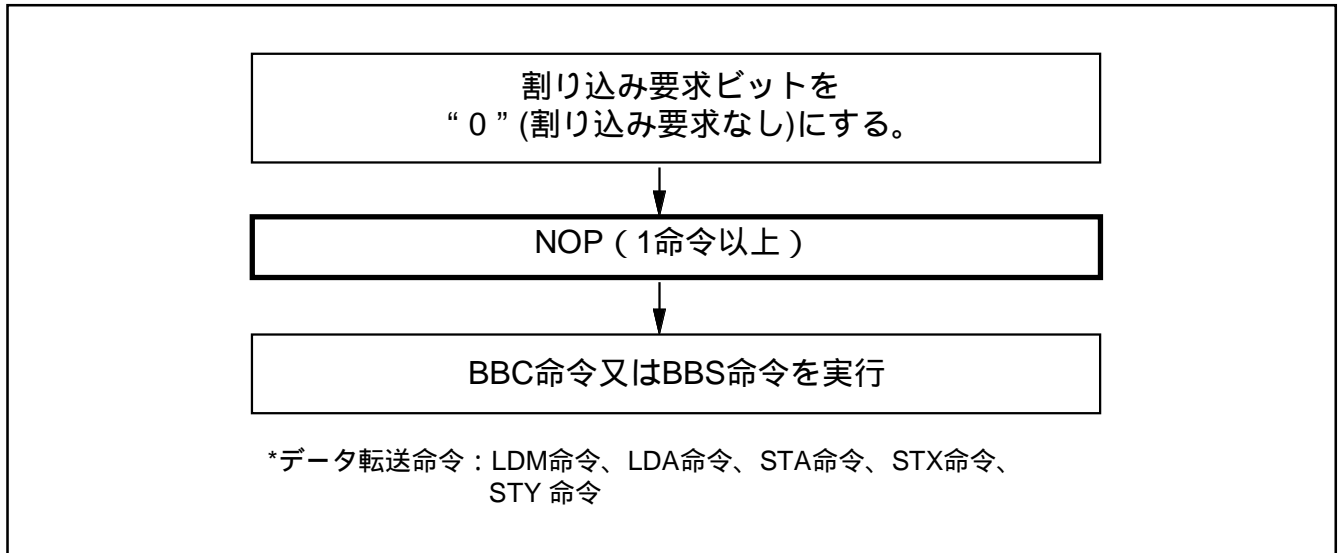 割り込み要求ビットを
“ 0 ” (割り込み要求なし)にする。
NOP（1命令以上）
BBC命令又はBBS命令を実行
*データ転送命令：LDM命令、LDA命令、STA命令、STX命令、
STY 命令